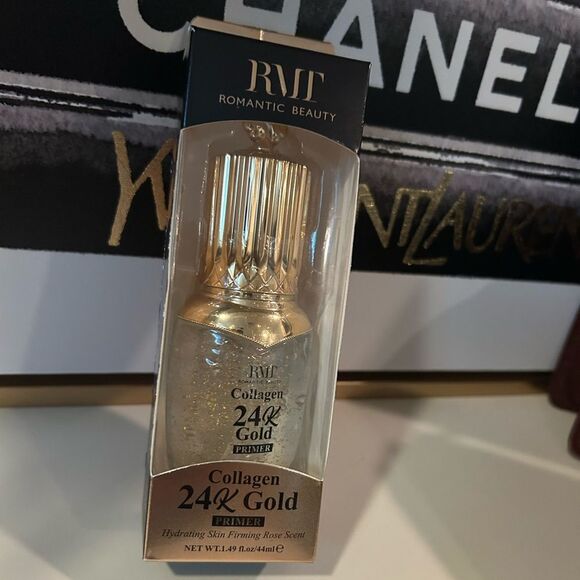 CHANEL
RMT
ROMANTIC BEAUTY
RMT
ROMANTIC BEAUTY
Collagen
24K
Gold
PRIMER
Collagen
24K Gold
PRIMER
Hydrating Skin Firming Rose Scent
NET WT.1.49 fl.oz/44ml℮